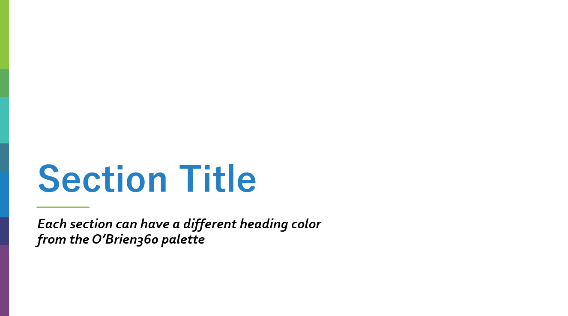 Section Title
Each section can have a different heading color
from the O’Brien360 palette